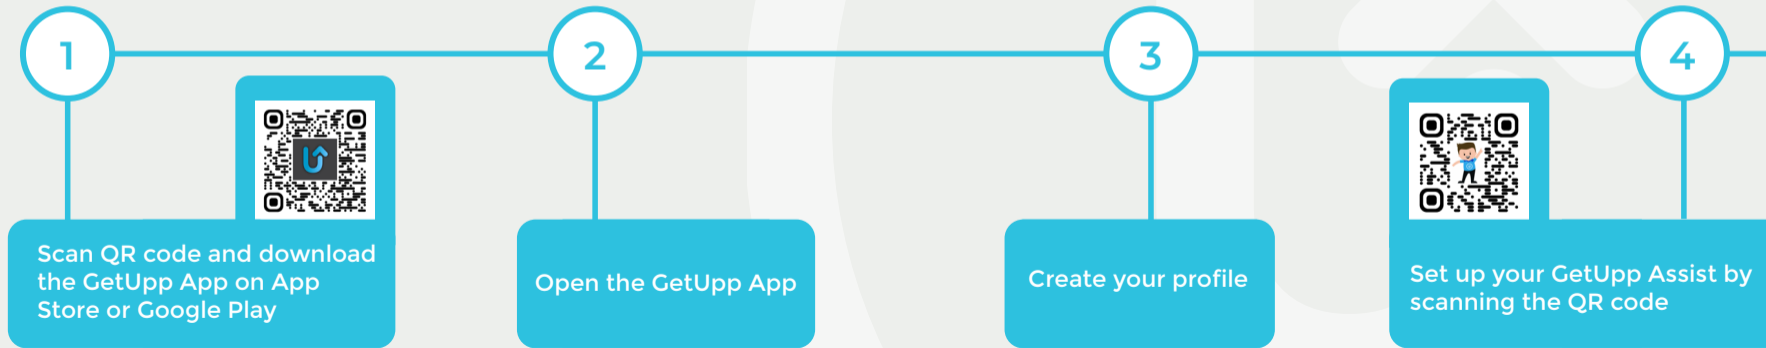 1
2
3
4
Scan QR code and download
the GetUpp App on App
Store or Google Play
Open the GetUpp App
Create your profile
Set up your GetUpp Assist by
scanning the QR code